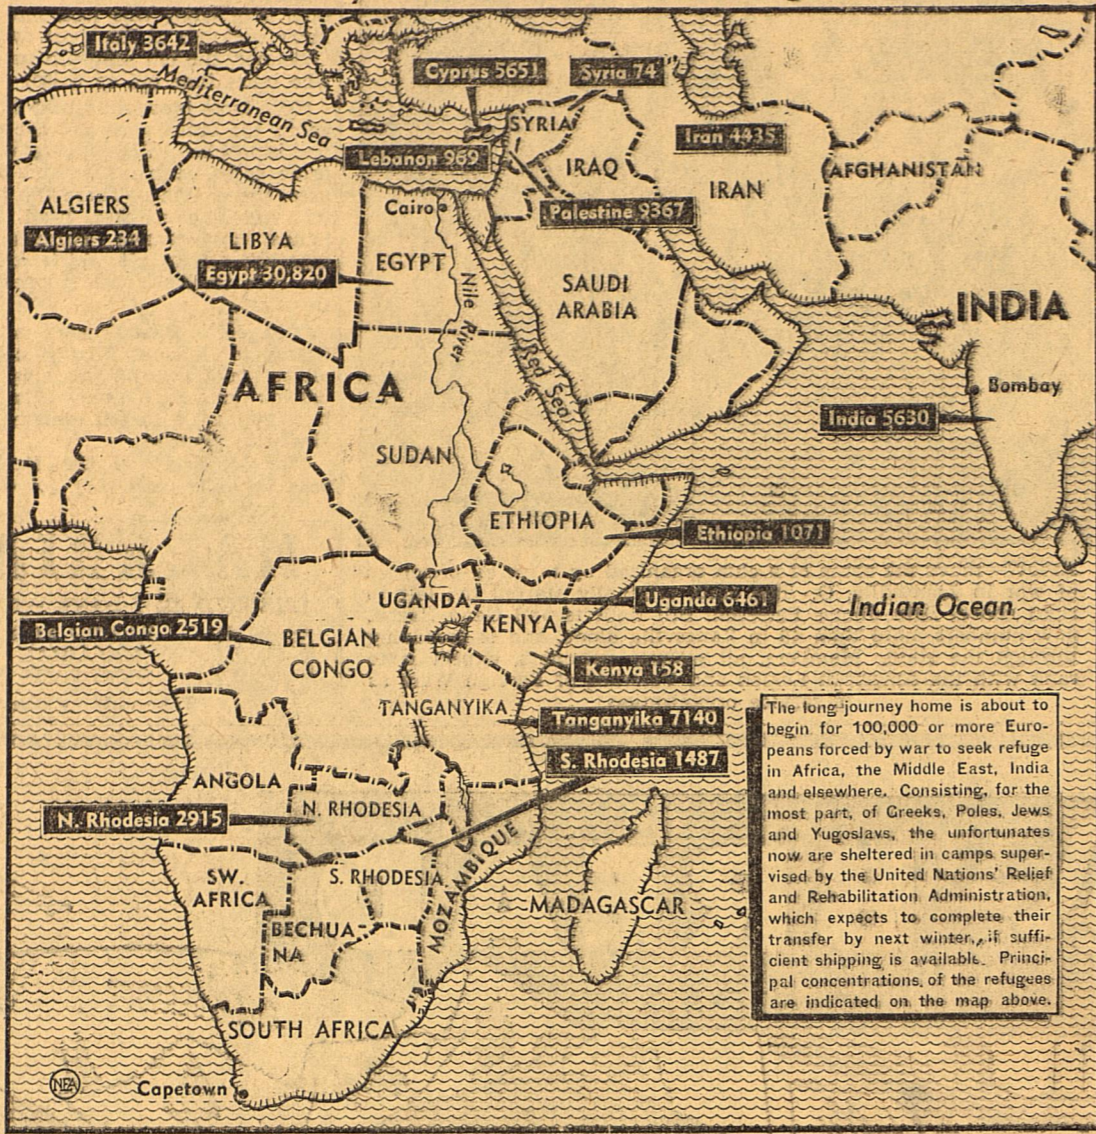 Italy 3642
Mediterranean Sea
Cyprus 5651
Syria 74
SYRIA
Iran 4435
Lebanon 969
IRAQ
AFGHANISTAN
IRAN
ALGIERS
Algiers 234
Cairo
Palestine 9367
LIBYA
EGYPT
Egypt 30,820
Nile River
SAUDI
ARABIA
INDIA
Red Sea
AFRICA
Bombay
India 5630
SUDAN
ETHIOPIA
Ethiopia 1071
UGANDA
Uganda 6461
Indian Ocean
KENYA
Belgian Congo 2519
BELGIAN
CONGO
Kenya 158
TANGANYIKA
Tanganyika 7140
S. Rhodesia 1487
ANGOLA
N. RHODESIA
N. Rhodesia 2915
SW.
AFRICA
S. RHODESIA
MOZAMBIQUE
MADAGASCAR
BECHUA-
NA
SOUTH AFRICA
NEA
Capetown
The long journey home is about to
begin for 100,000 or more Euro-
peans forced by war to seek refuge
in Africa, the Middle East, India
and elsewhere. Consisting, for the
most part, of Greeks, Poles, Jews
and Yugoslavs, the unfortunates
now are sheltered in camps super-
vised by the United Nations' Relief
and Rehabilitation Administration,
which expects to complete their
transfer by next winter, if suffi-
cient shipping is available. Princi-
pal concentrations of the refugees
are indicated on the map above.